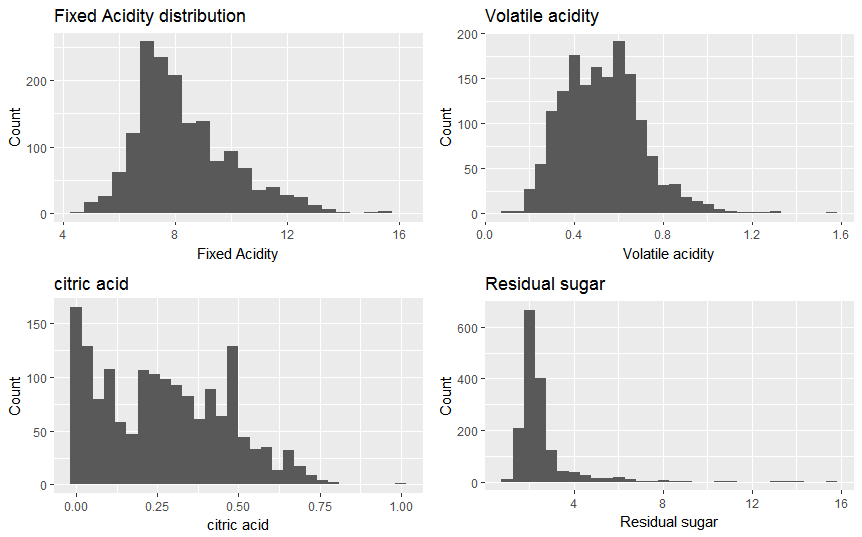 Fixed Acidity distribution
Count
200
100
0
4 8 12 16
Fixed Acidity
Volatile acidity
Count
200
150
100
50
0
0.0 0.4 0.8 1.2 1.6
Volatile acidity
citric acid
Count
150
100
50
0
0.00 0.25 0.50 0.75 1.00
citric acid
Residual sugar
Count
600
400
200
0
4 8 12 16
Residual sugar